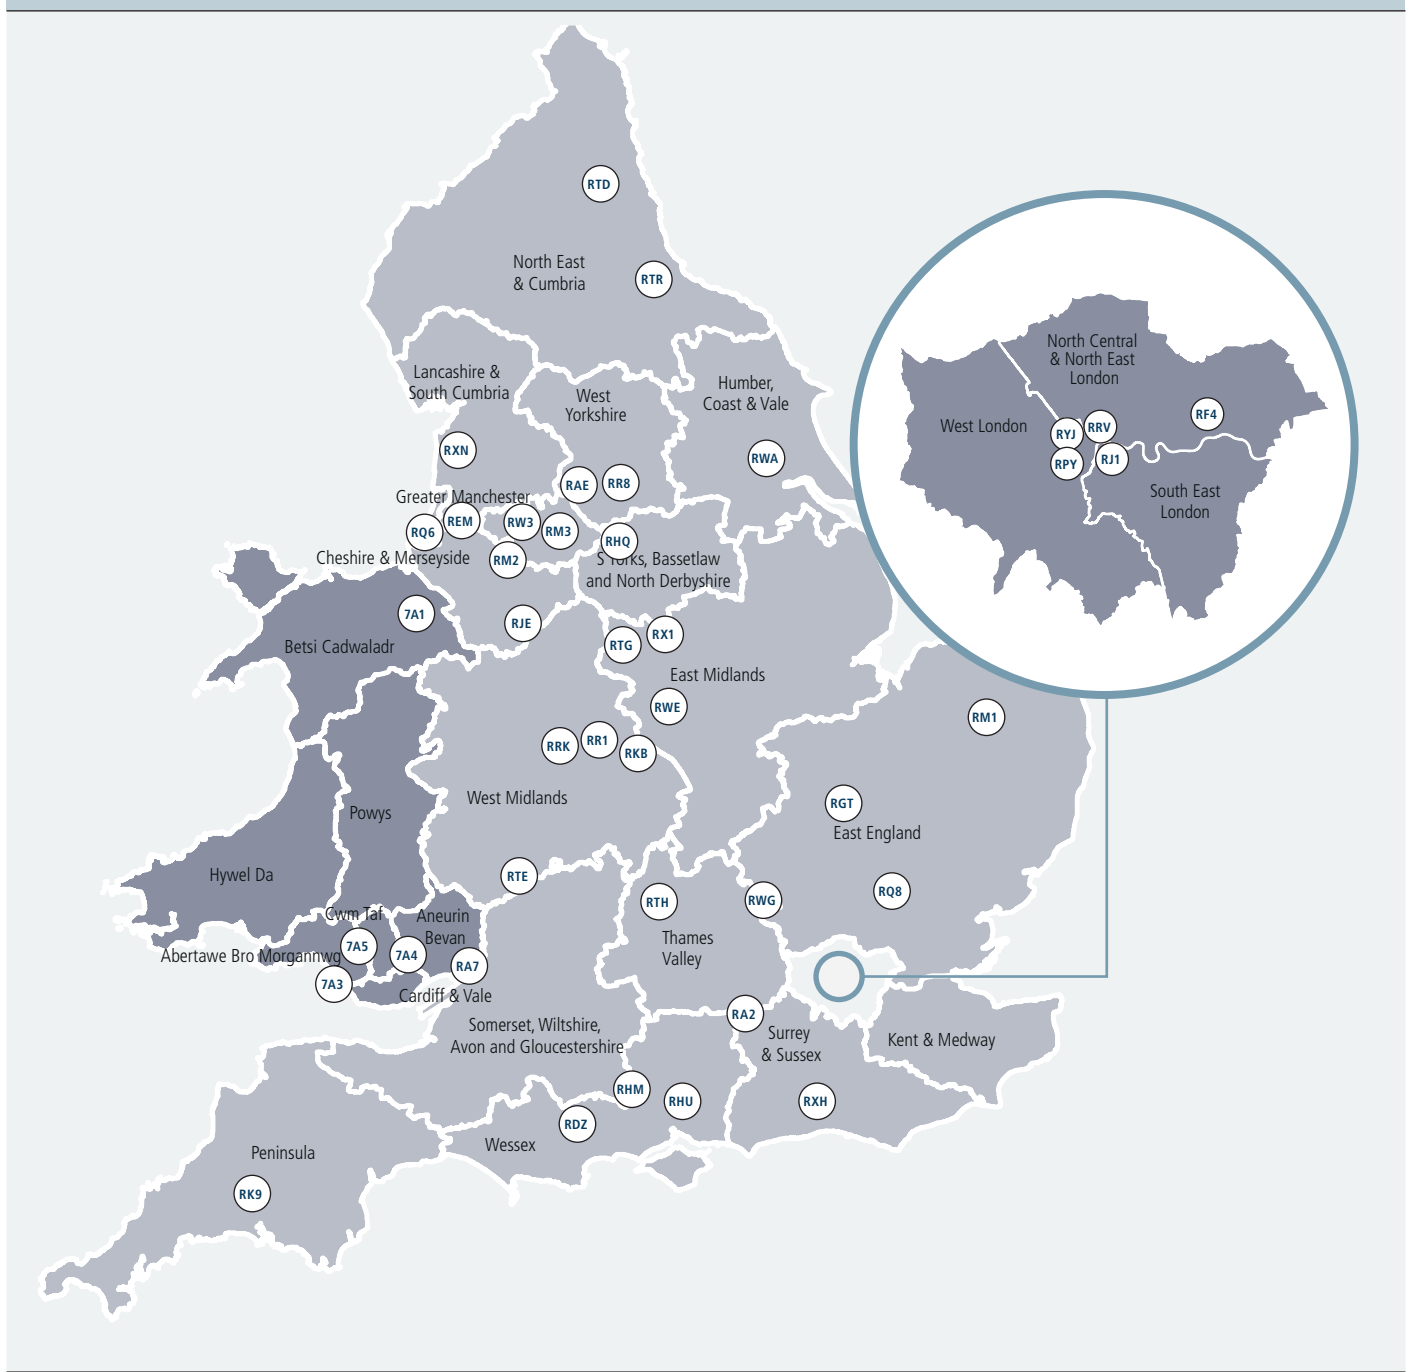 RTD
North East
& Cumbria
RTR
North Central
& North East
London
Lancashire &
South Cumbria
West
Yorkshire
Humber,
Coast & Vale
West London
RYJ
RRV
RF4
RPY
RJ1
South East
London
RXN
RWA
RAE
RR8
Greater Manchester
RQ6
REM
RW3
RM3
RHQ
Cheshire & Merseyside
RM2
S Yorks, Bassetlaw
and North Derbyshire
7A1
RJE
RTG
RX1
Betsi Cadwaladr
East Midlands
RWE
RM1
RRK
RR1
RKB
West Midlands
RGT
East England
Powys
Hywel Da
RTE
RTH
RWG
RQ8
Cwm Taf
Aneurin
Bevan
Thames
Valley
Abertawe Bro Morgannwg
7A5
7A4
RA7
7A3
Cardiff & Vale
Somerset, Wiltshire,
Avon and Gloucestershire
RA2
Surrey
& Sussex
Kent & Medway
RHM
RHU
RXH
RDZ
Wessex
Peninsula
RK9